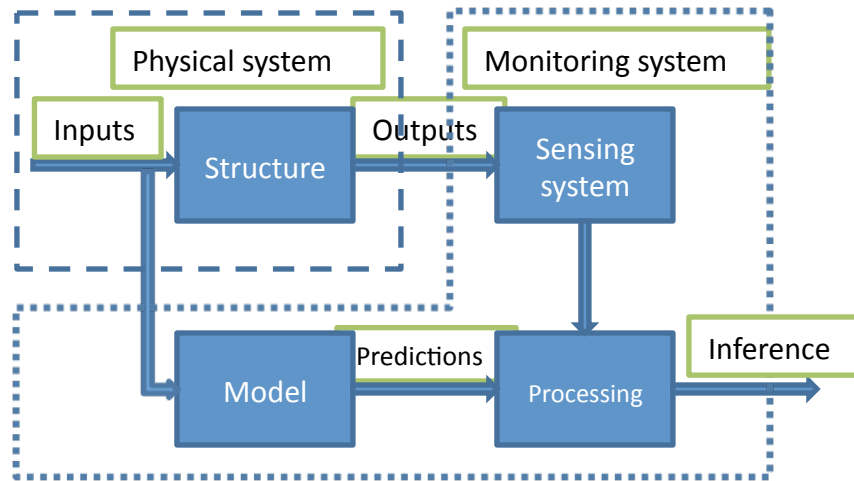 Physical system
Monitoring system
Inputs
Outputs
Structure
Sensing
system
Predictions
Inference
Model
Processing